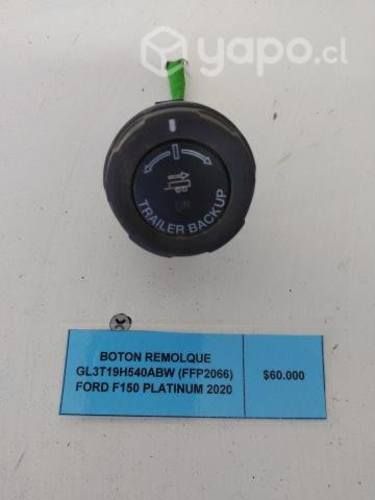 yapo.cl
TRAILER BACKUP
BOTON REMOLQUE
GL3T19H540ABW (FFP2066)
FORD F150 PLATINUM 2020
$60.000